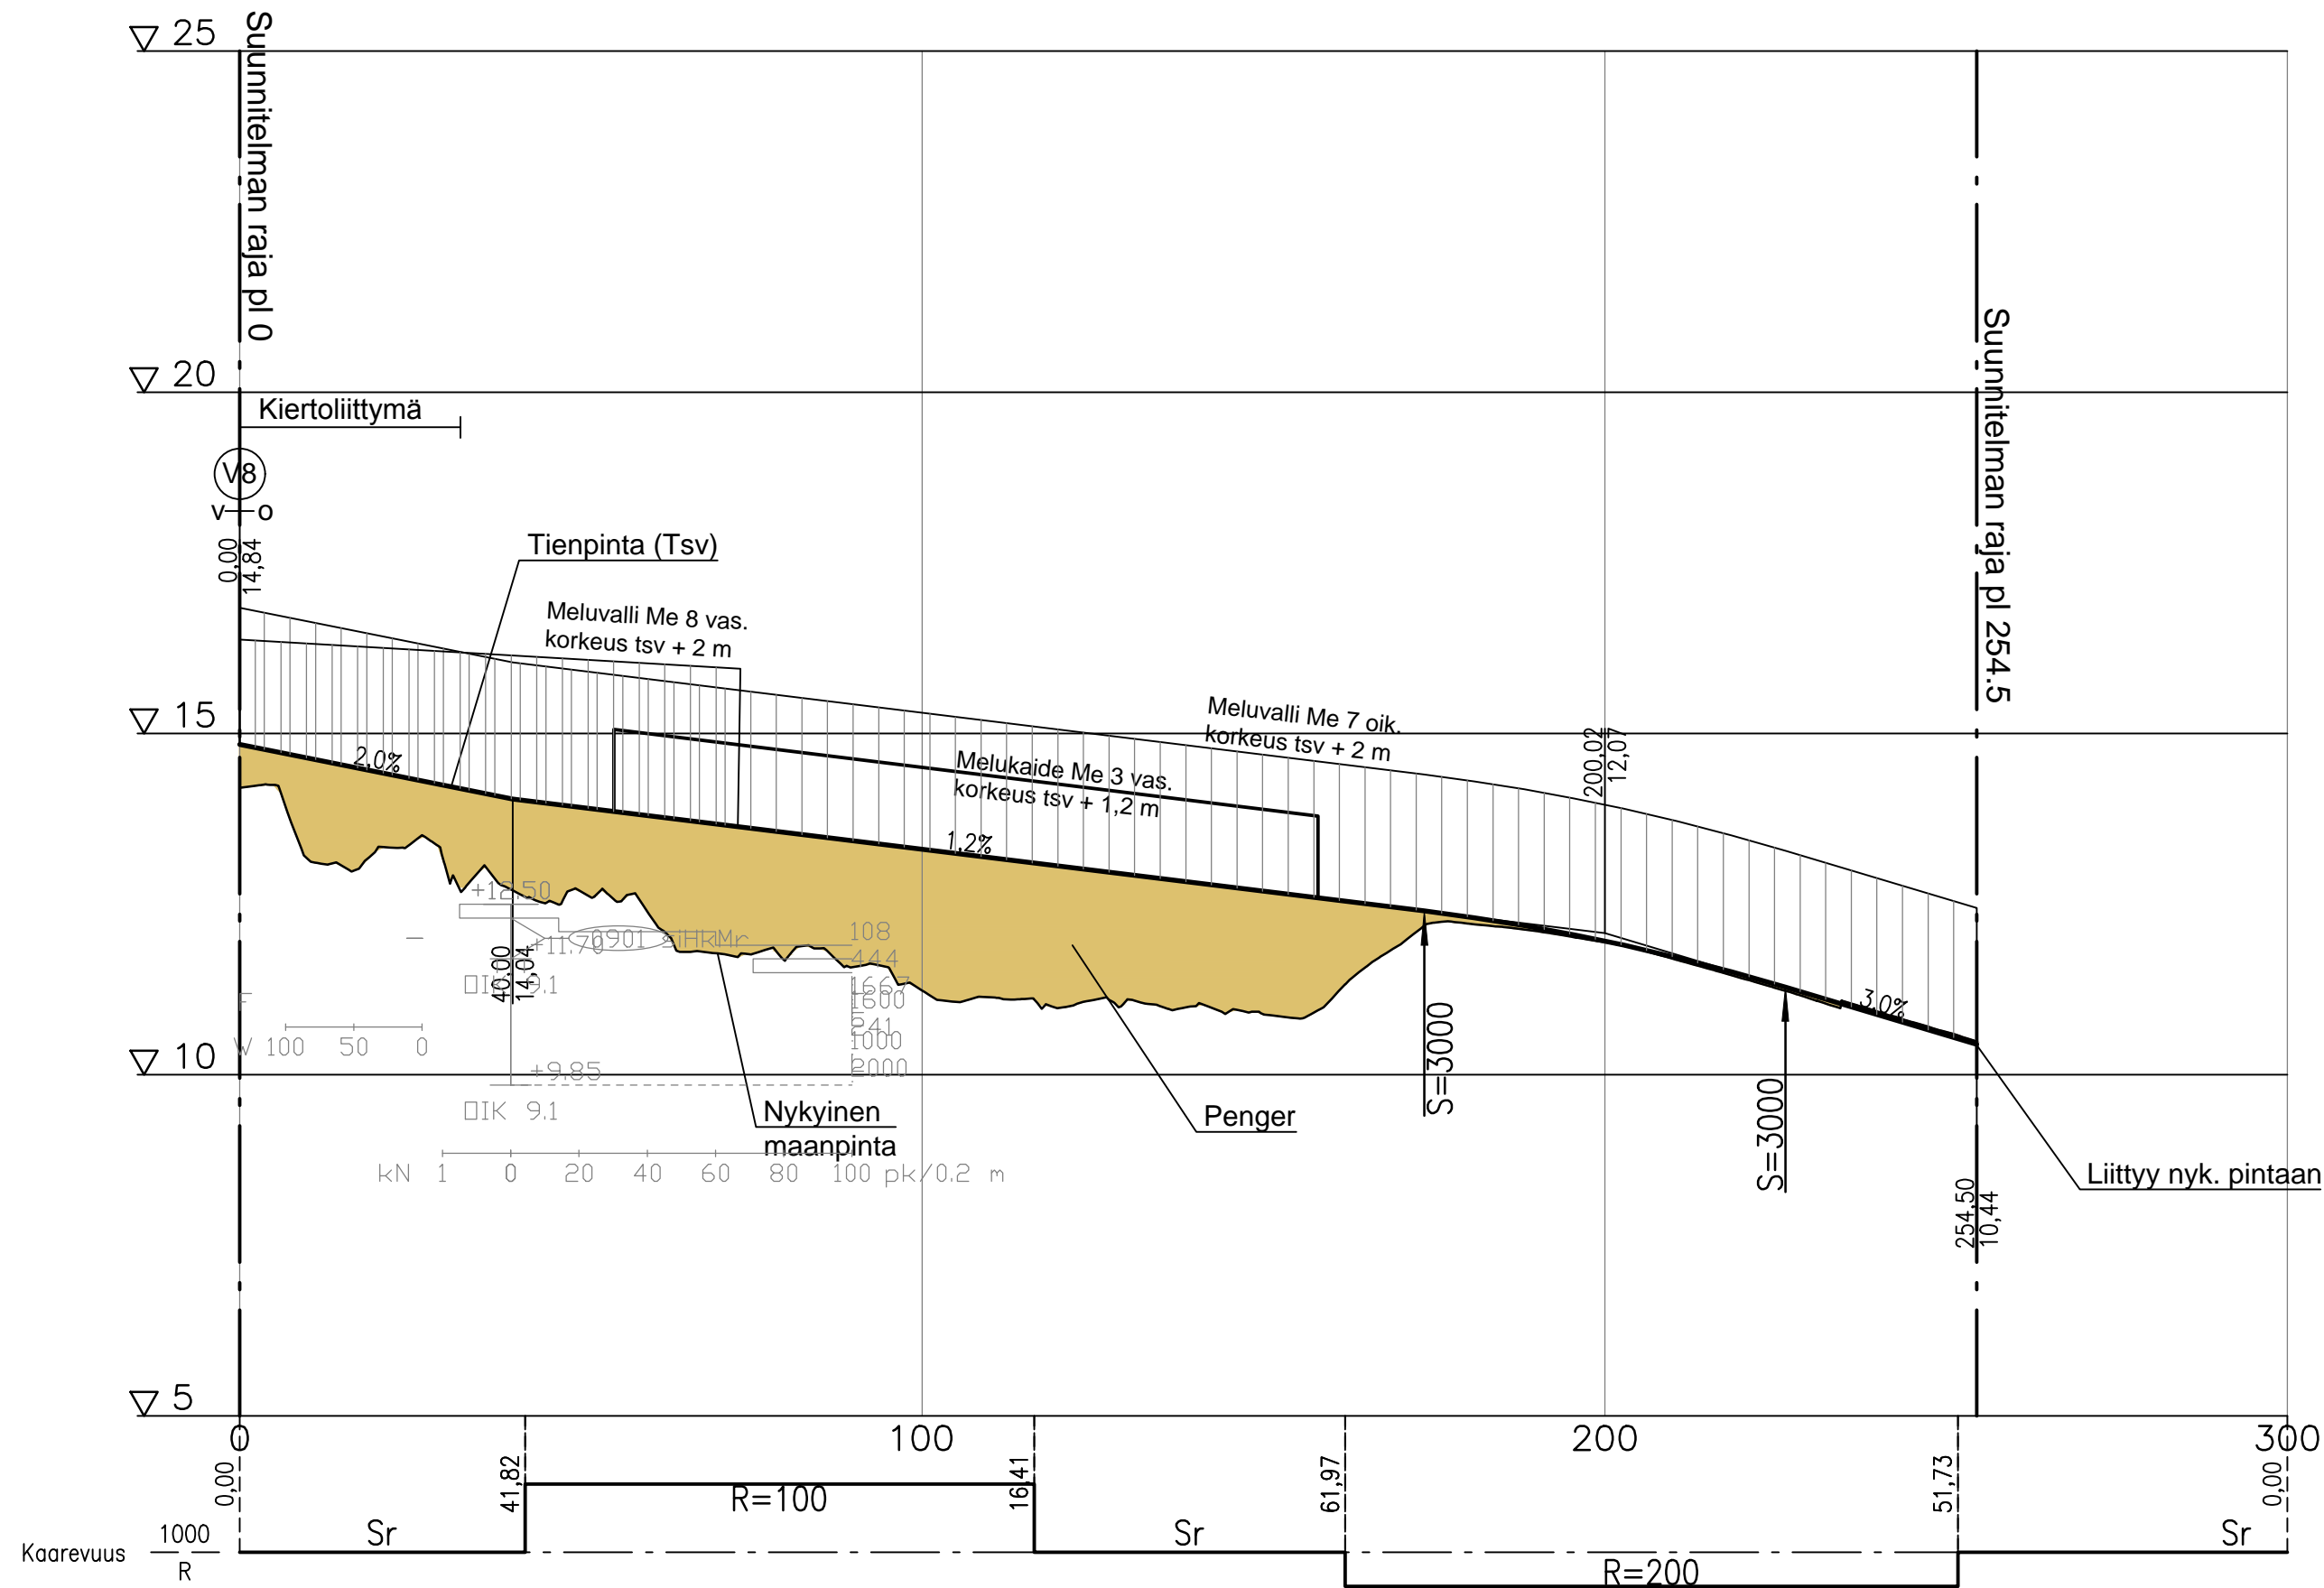 25
Suunnitelman raja pl 0
20
Kiertoliittymä
V8
v o
0,00
14,84
Suunnitelman raja pl 254.5
Tienpinta (Tsv)
Meluvalli Me 8 vas.
korkeus tsv + 2 m
15
2,0%
Meluvalli Me 7 oik.
korkeus tsv + 2 m
Melukaide Me 3 vas.
korkeus tsv + 1,2 m
200,02
12,07
1,2%
+12.50
+11.70
siHkMr
40,00
14,04
108
444
1667
1600
241
1000
2000
3,0%
W 100 50 0
10
+9.85
OIK 9.1
Nykyinen
maanpinta
Penger
S=3000
S=3000
Liittyy nyk. pintaan
kN 1 0 20 40 60 80 100 pk/0.2 m
254,50
10,44
5
0 100 200 300
0,00
41,82
16,41
61,97
51,73
0,00
R=100
Sr
Sr
Sr
Kaarevuus 1000
R
R=200